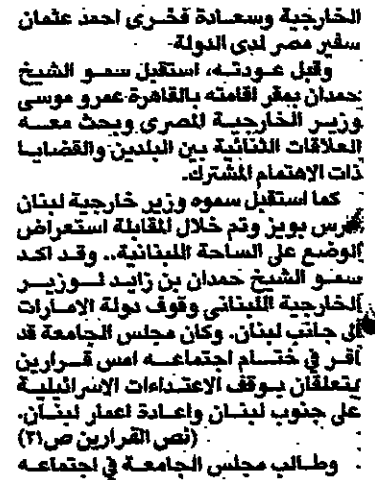 الخارجية وسعادة فخرى احمد عثمان
سفير مصر لدى الدولة.
وقبل عودته، استقبل سمو الشيخ
حمدان بمقر اقامته بالقاهرة عمرو موسى
وزير الخارجية المصرى وبحث معه
العلاقات الثنائية بين البلدين والقضايا
ذات الاهتمام المشترك.
كما استقبل سموه وزير خارجية لبنان
فارس بويز وتم خلال المقابلة استعراض
الوضع على الساحة اللبنانية.. وقد اكد
سمو الشيخ حمدان بن زايد لوزير
الخارجية اللبناني وقوف دولة الامارات
الى جانب لبنان. وكان مجلس الجامعة قد
اقر في ختام اجتماعه امس قرارين
يتعلقان بوقف الاعتداءات الاسرائيلية
على جنوب لبنان واعادة اعمار لبنان.
(نص القرارين ص٢١)
وطالب مجلس الجامعة في اجتماعه